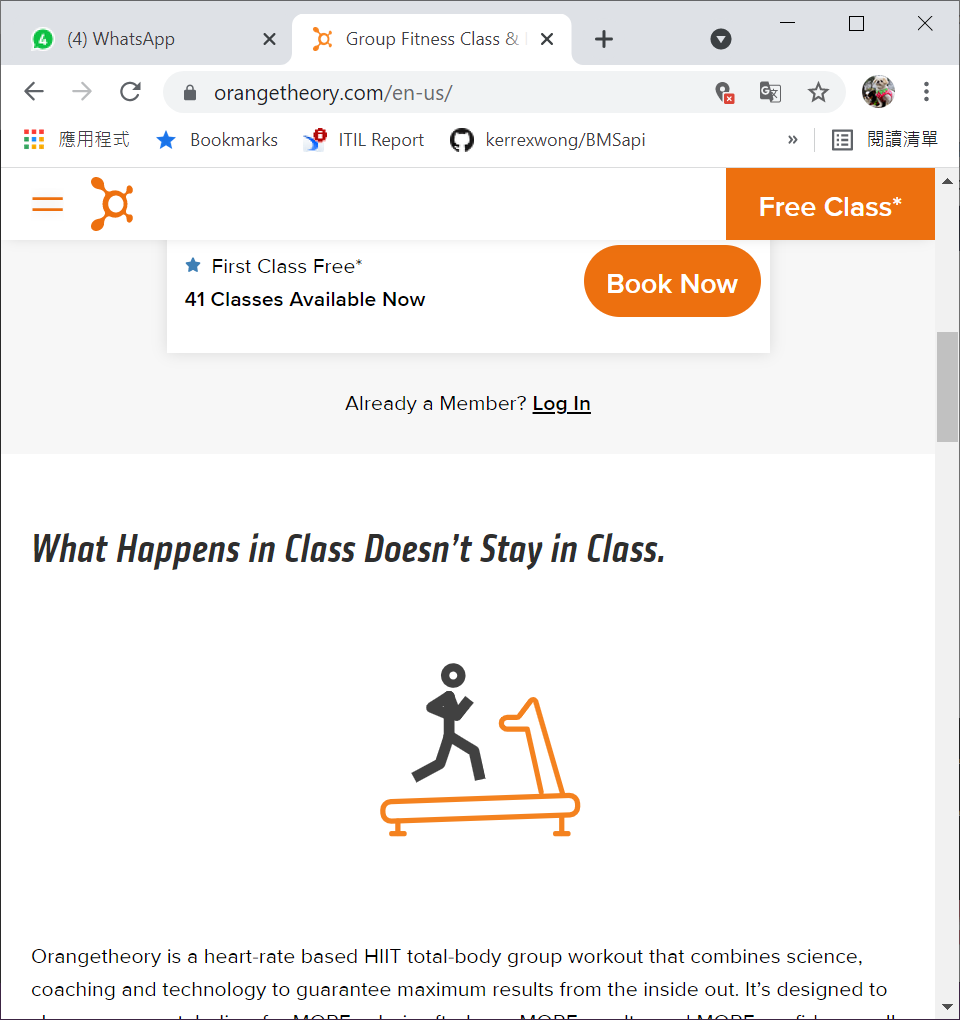 4
(4) WhatsApp
Group Fitness Class &
orangetheory.com/en-us/
應用程式
Bookmarks
ITIL Report
kerrexwong/BMSapi
»
閱讀清單
Free Class*
First Class Free*
41 Classes Available Now
Book Now
Already a Member? Log In
What Happens in Class Doesn’t Stay in Class.
Orangetheory is a heart-rate based HIIT total-body group workout that combines science,
coaching and technology to guarantee maximum results from the inside out. It’s designed to